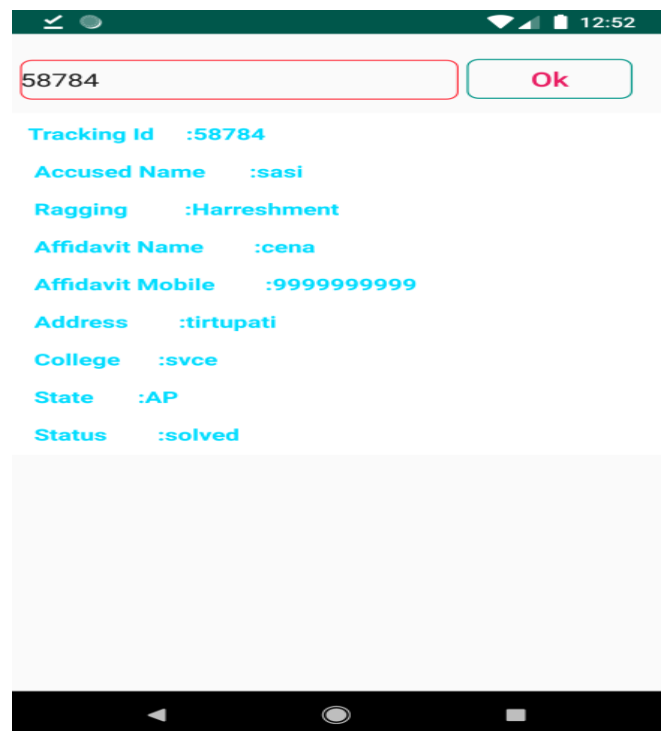 12:52
58784 Ok
Tracking Id :58784
Accused Name :sasi
Ragging :Harreshment
Affidavit Name :cena
Affidavit Mobile :9999999999
Address :tirtupati
College :svce
State :AP
Status :solved